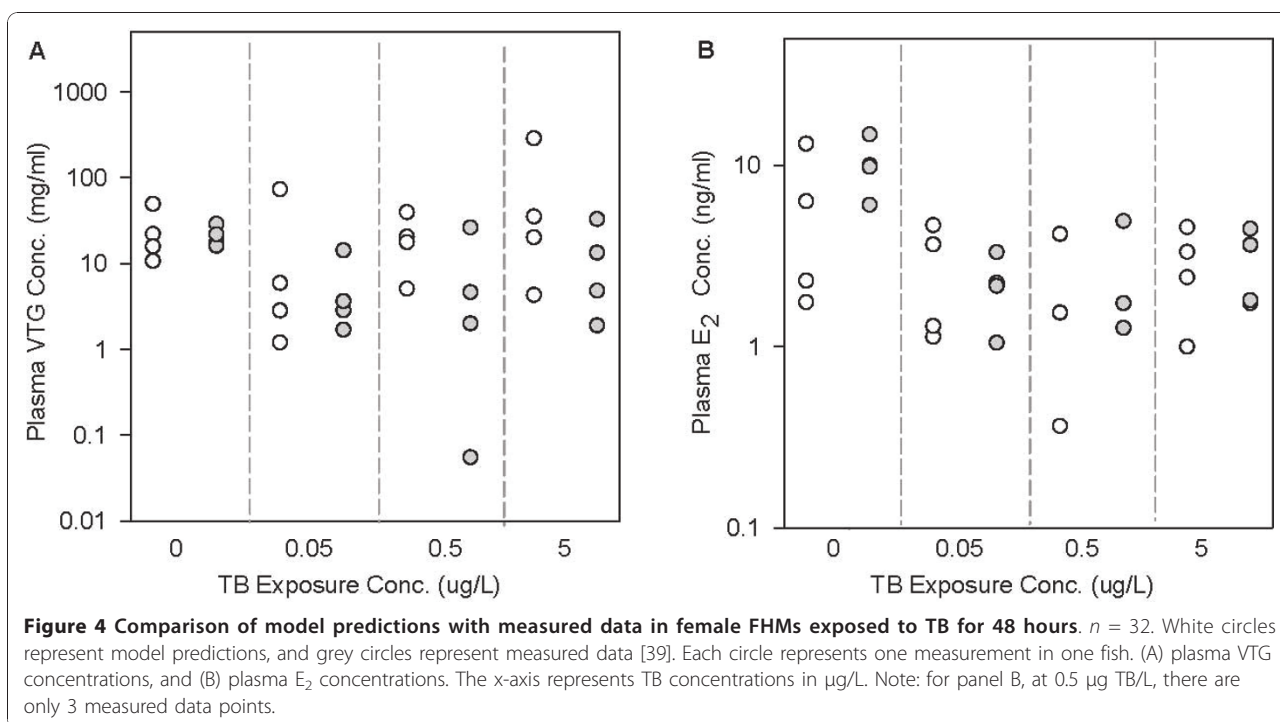 A
Plasma VTG Conc. (mg/ml)
1000
100
10
1
0.1
0.01
0
0.05
0.5
5
TB Exposure Conc. (ug/L)
B
Plasma E2 Conc. (ng/ml)
10
1
0.1
0
0.05
0.5
5
TB Exposure Conc. (ug/L)
Figure 4 Comparison of model predictions with measured data in female FHMs exposed to TB for 48 hours. n = 32. White circles
represent model predictions, and grey circles represent measured data [39]. Each circle represents one measurement in one fish. (A) plasma VTG
concentrations, and (B) plasma E2 concentrations. The x-axis represents TB concentrations in μg/L. Note: for panel B, at 0.5 μg TB/L, there are
only 3 measured data points.